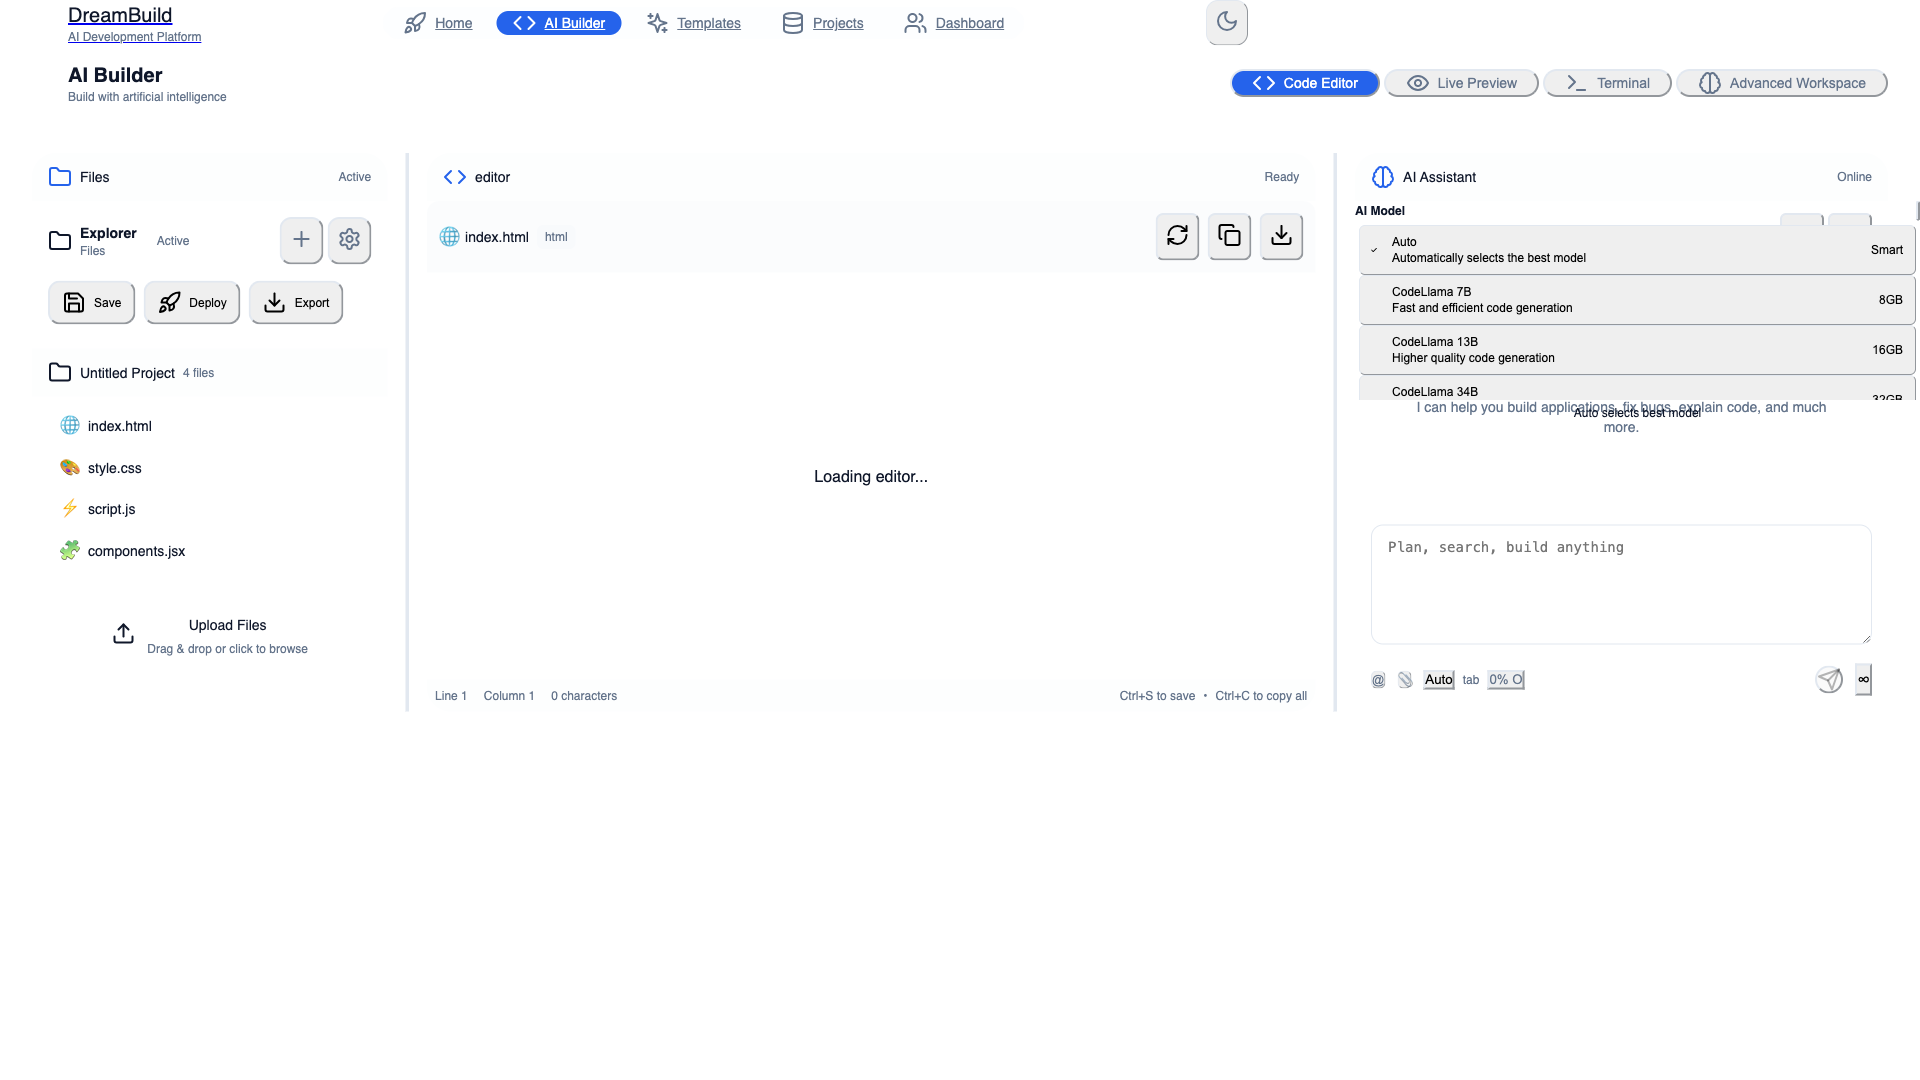 DreamBuild
AI Development Platform
Home
AI Builder
Templates
Projects
Dashboard
AI Builder
Build with artificial intelligence
Code Editor
Live Preview
Terminal
Advanced Workspace
Files
Active
Explorer
Files
Active
Save
Deploy
Export
Untitled Project 4 files
index.html
style.css
script.js
components.jsx
Upload Files
Drag & drop or click to browse
editor
Ready
index.html html
Loading editor...
Line 1 Column 1 0 characters
Ctrl+S to save • Ctrl+C to copy all
AI Assistant
Online
AI Model
Auto
Automatically selects the best model
Smart
CodeLlama 7B
Fast and efficient code generation
8GB
CodeLlama 13B
Higher quality code generation
16GB
CodeLlama 34B
32GB
I can help you build applications, fix bugs, explain code, and much
more.
Auto selects best model
Plan, search, build anything
@ Auto tab 0% O
∞